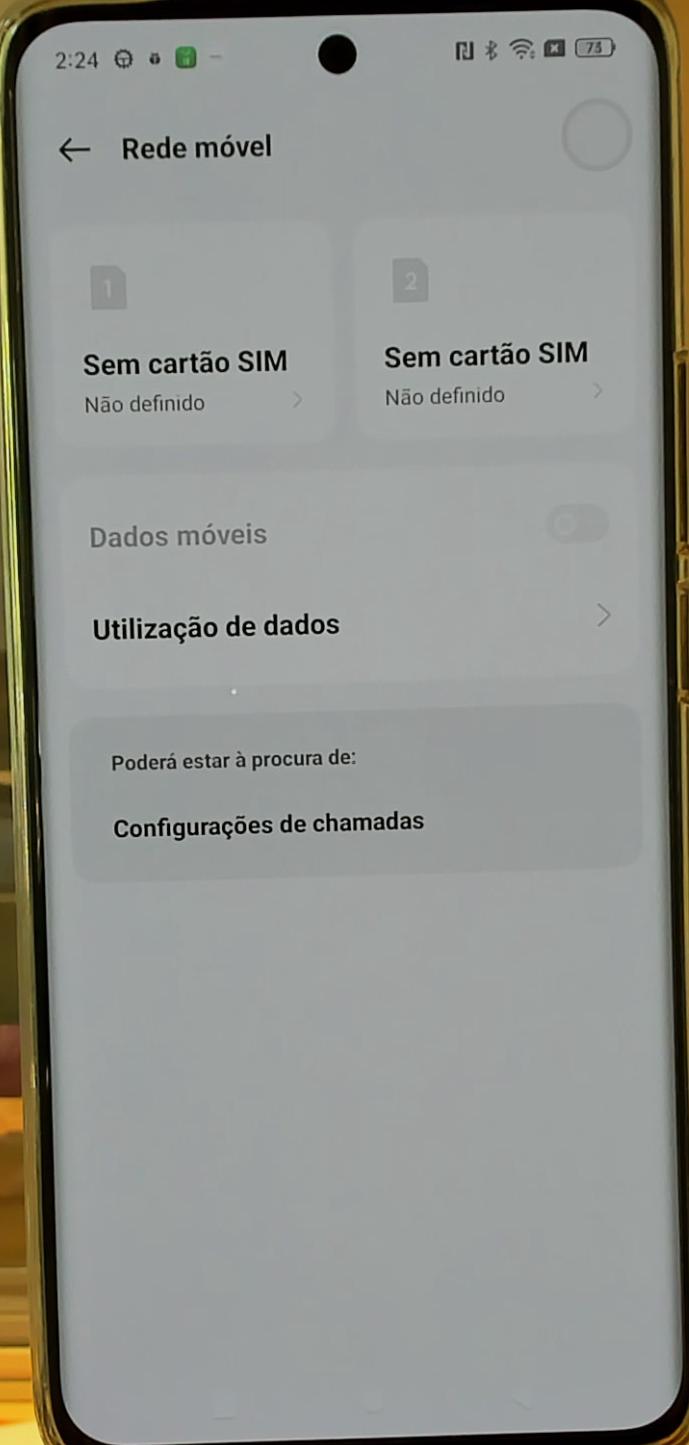 2:24
73
Rede móvel
1
2
Sem cartão SIM
Não definido
Sem cartão SIM
Não definido
Dados móveis
Utilização de dados
Poderá estar à procura de:
Configurações de chamadas